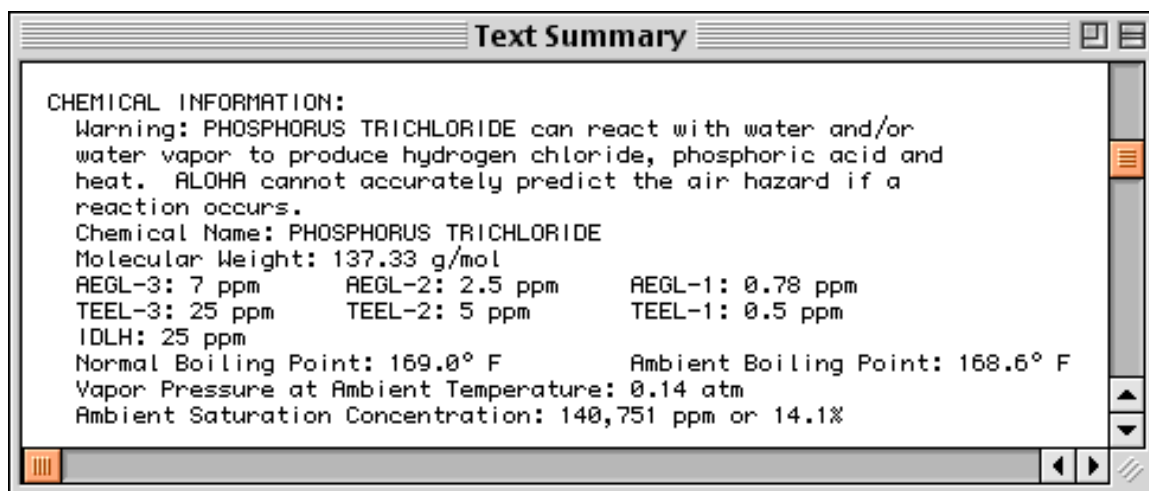 Text Summary
CHEMICAL INFORMATION:
Warning: PHOSPHORUS TRICHLORIDE can react with water and/or
water vapor to produce hydrogen chloride, phosphoric acid and
heat.  ALOHA cannot accurately predict the air hazard if a
reaction occurs.
Chemical Name: PHOSPHORUS TRICHLORIDE
Molecular Weight: 137.33 g/mol
AEGL-3: 7 ppm AEGL-2: 2.5 ppm AEGL-1: 0.78 ppm
TEEL-3: 25 ppm TEEL-2: 5 ppm TEEL-1: 0.5 ppm
IDLH: 25 ppm
Normal Boiling Point: 169.0° F Ambient Boiling Point: 168.6° F
Vapor Pressure at Ambient Temperature: 0.14 atm
Ambient Saturation Concentration: 140,751 ppm or 14.1%